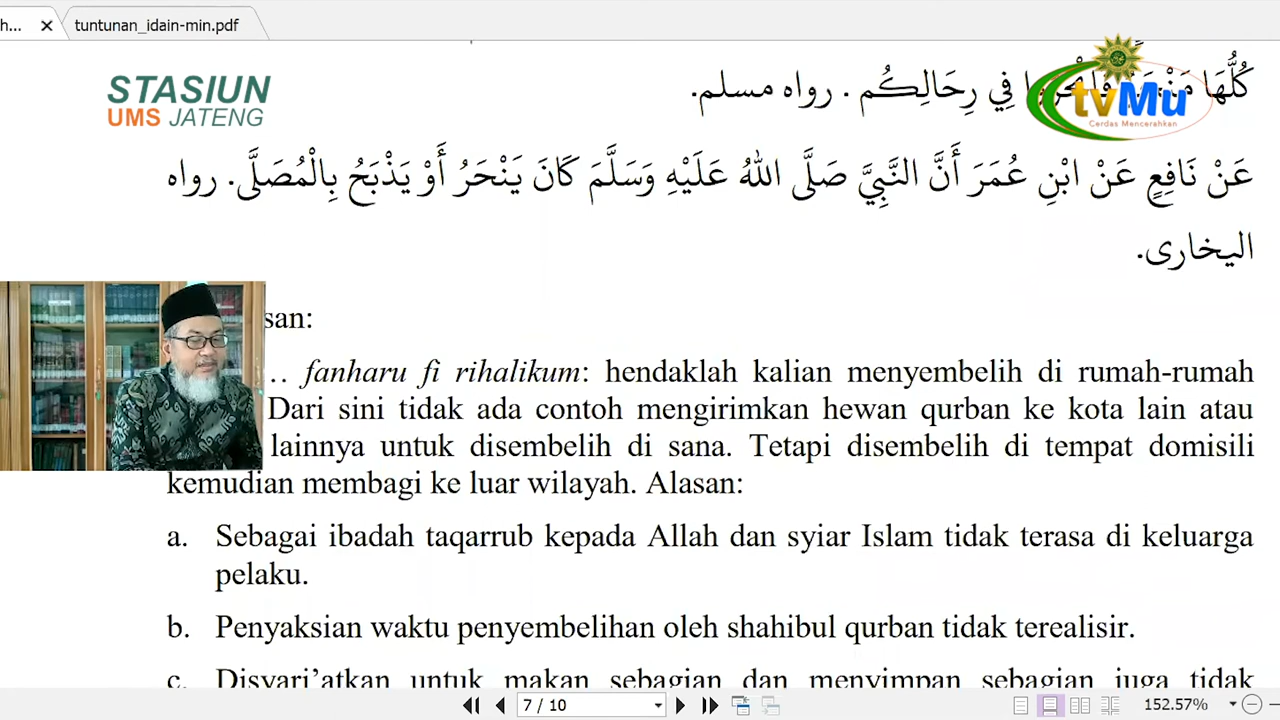 h...
tuntunan_idain-min.pdf
STASIUN
UMS JATENG
tvMu
Cerdas Mencerahkan
كُلُّهَا فِي رِحَالِكُم . رواه مسلم.
عَنْ نَافِعٍ عَنْ ابْنِ عُمَرَ أَنَّ النَّبِيَّ صَلَّى اللهُ عَلَيْهِ وَسَلَّمَ كَانَ يَنْحَرُ أَوْ يَذْبَحُ بِالْمُصَلَّى. رواه
اليخارى.
san:
.. fanharu fi rihalikum: hendaklah kalian menyembelih di rumah-rumah
Dari sini tidak ada contoh mengirimkan hewan qurban ke kota lain atau
lainnya untuk disembelih di sana. Tetapi disembelih di tempat domisili
kemudian membagi ke luar wilayah. Alasan:
a. Sebagai ibadah taqarrub kepada Allah dan syiar Islam tidak terasa di keluarga
pelaku.
b. Penyaksian waktu penyembelihan oleh shahibul qurban tidak terealisir.
c. Disyari’atkan untuk makan sebagian dan menyimpan sebagian juga tidak
7 / 10
152.57%